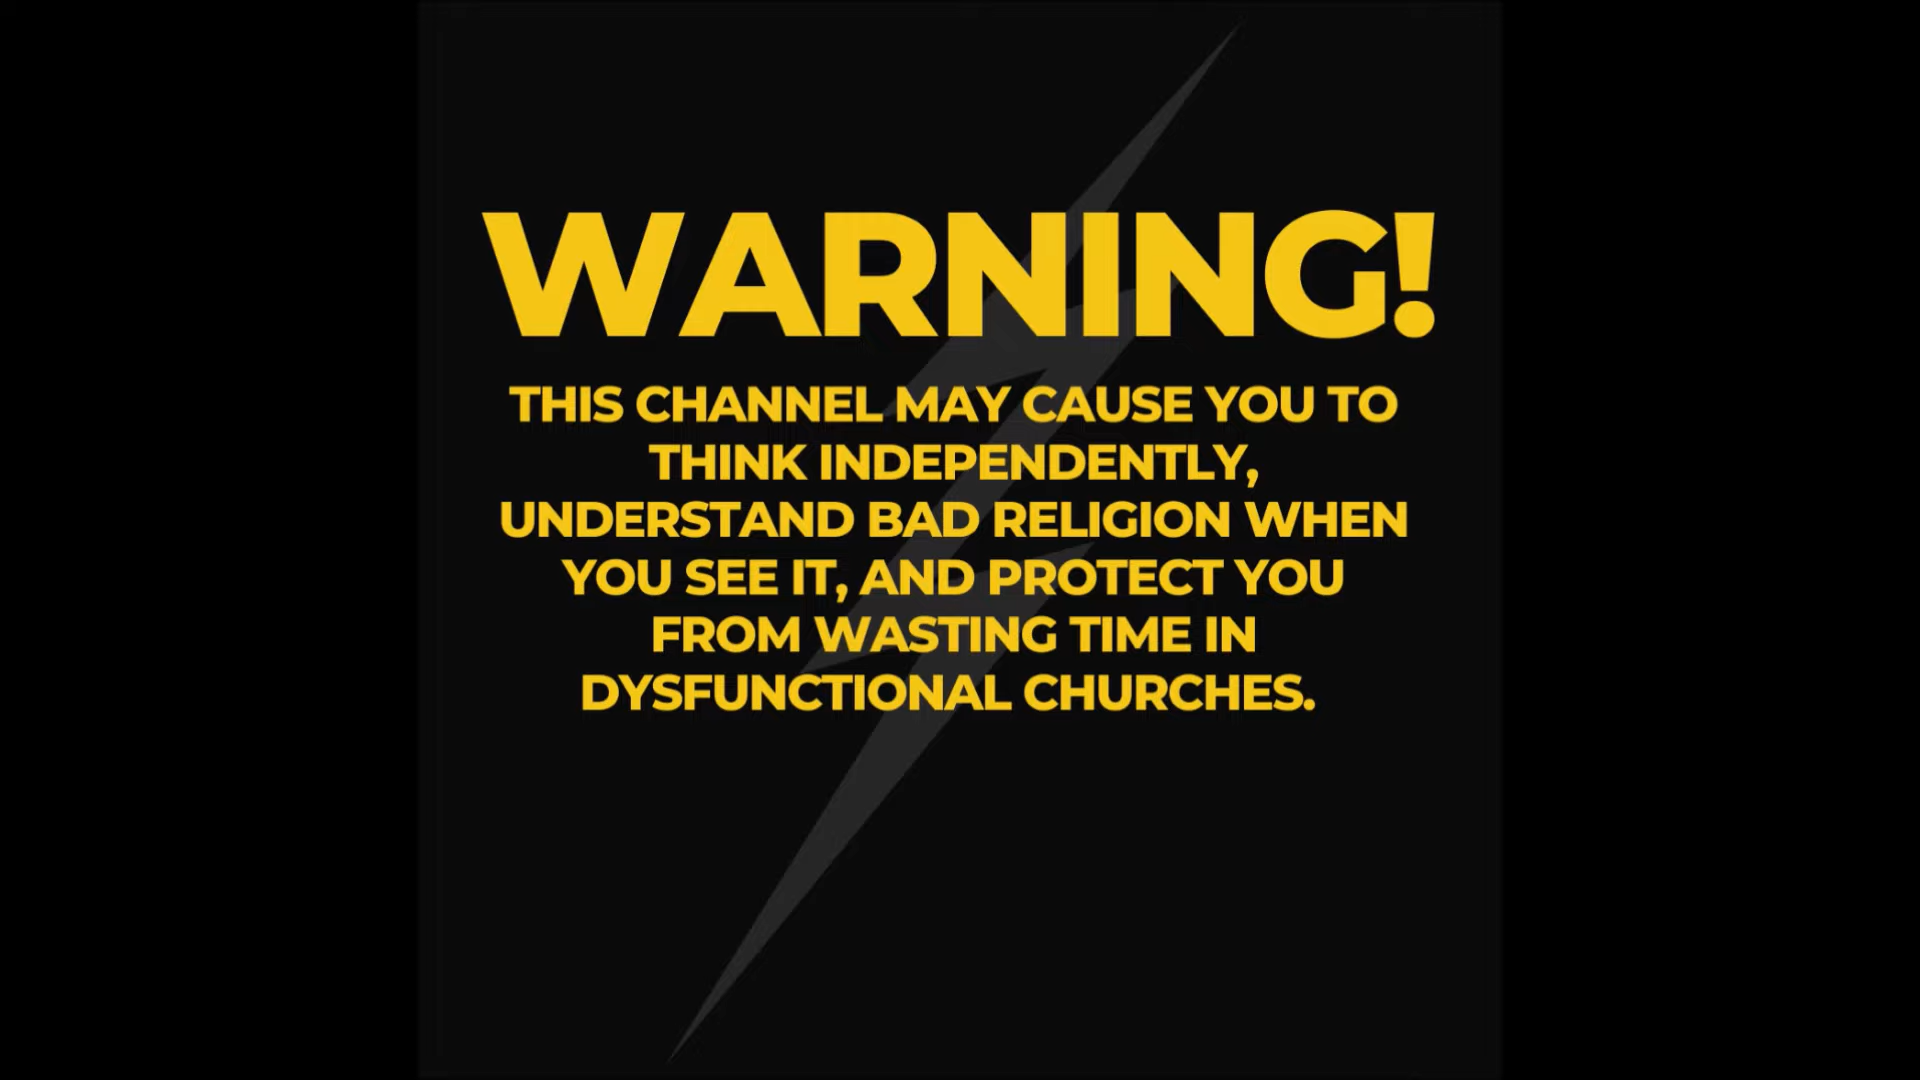 WARNING!
THIS CHANNEL MAY CAUSE YOU TO
THINK INDEPENDENTLY,
UNDERSTAND BAD RELIGION WHEN
YOU SEE IT, AND PROTECT YOU
FROM WASTING TIME IN
DYSFUNCTIONAL CHURCHES.